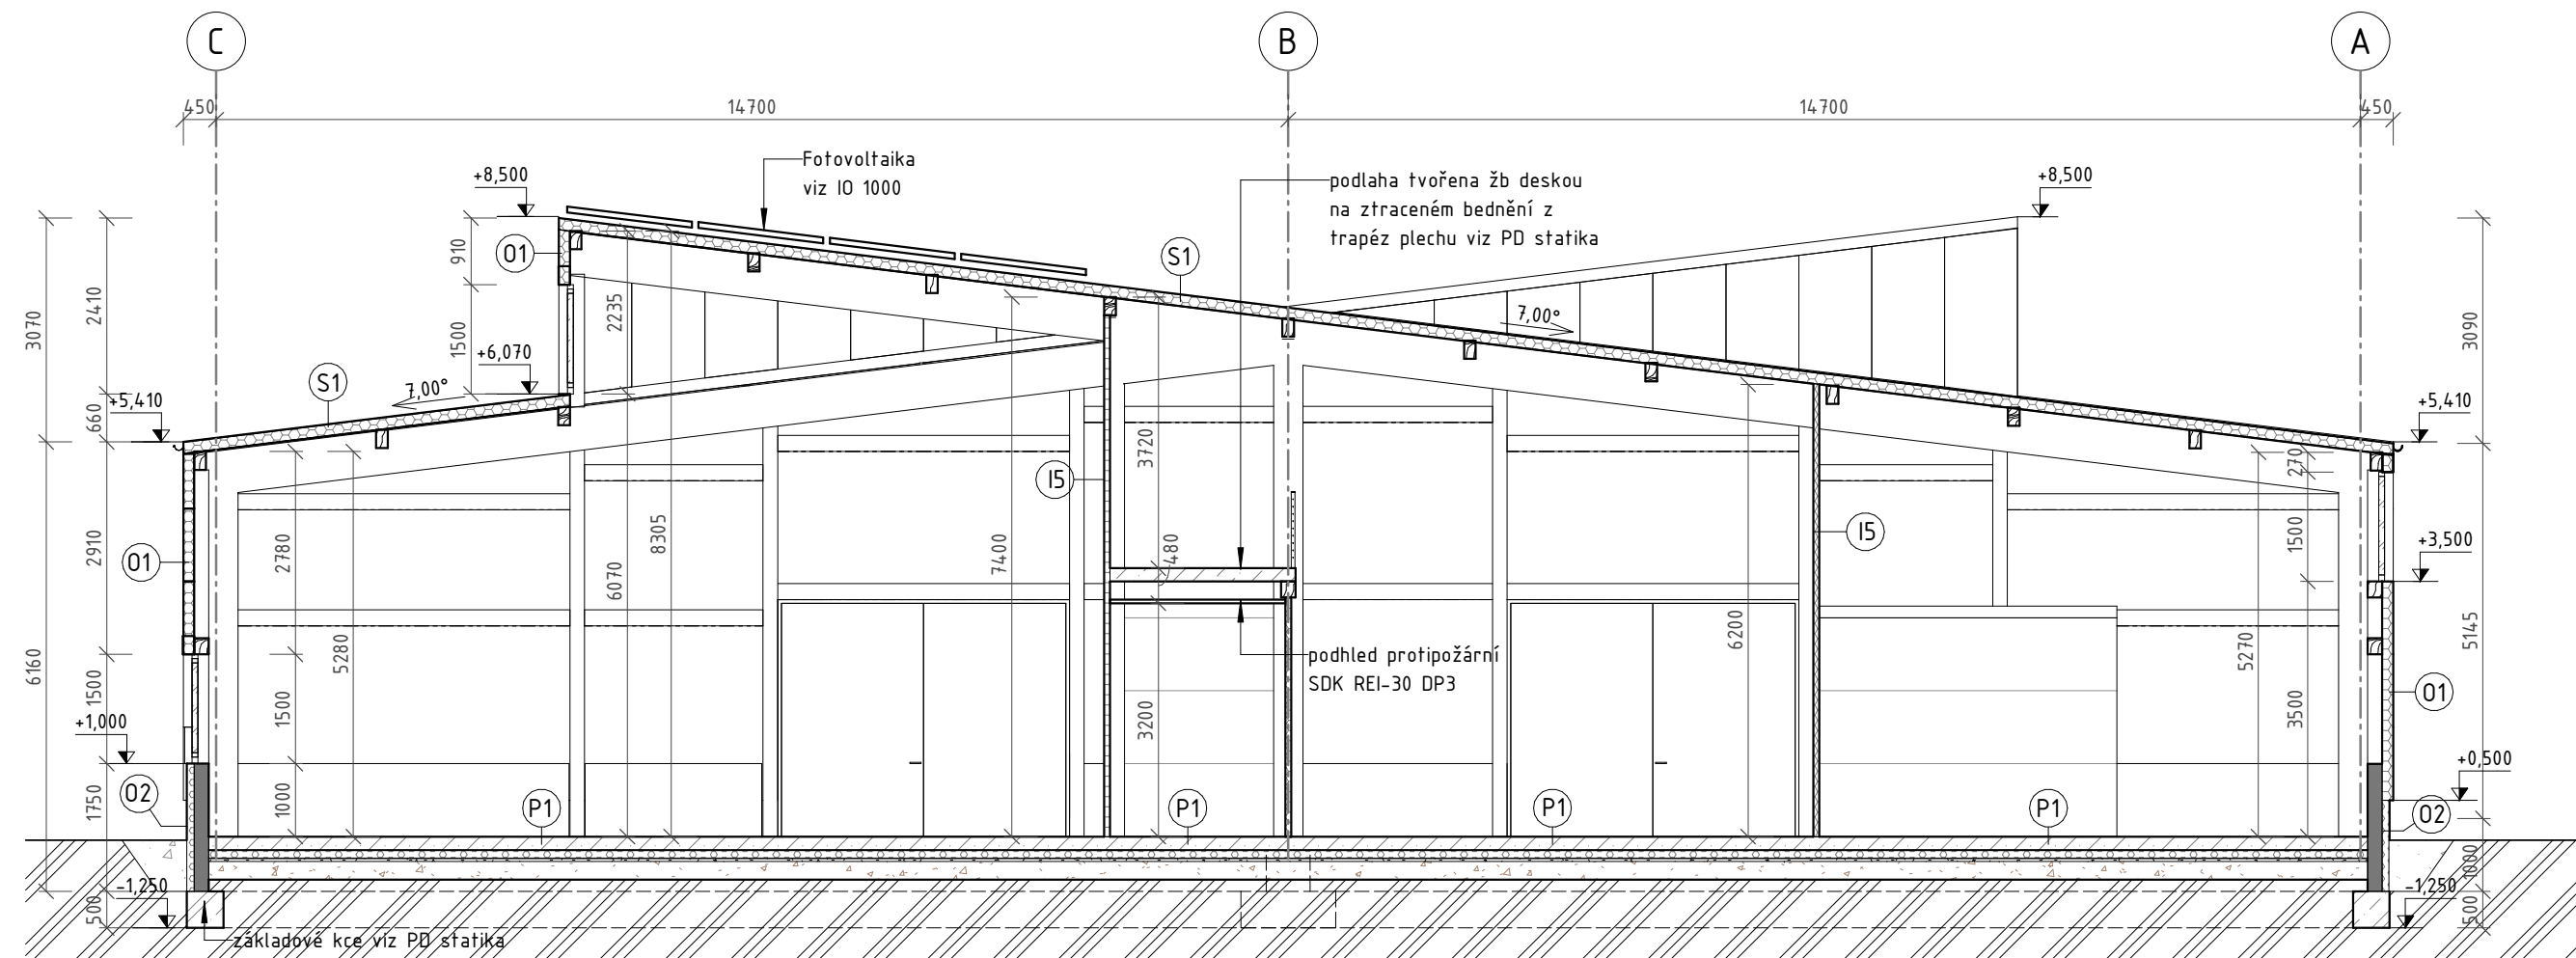 C
B
A
450
14700
14700
450
Fotovoltaika
viz IO 1000
podlaha tvořena žb deskou
na ztraceném bednění z
trapéz plechu viz PD statika
+8,500
+8,500
O1
S1
910
2410
3070
2235
1500
7,00°
3090
+6,070
S1
7,00°
+5,410
660
+5,410
3720
270
I5
I5
O1
2910
2780
8305
7400
480
1500
+3,500
6070
5280
6200
5270
5145
podhled protipožární
SDK REI-30 DP3
6160
1500
1500
3200
3500
O1
+1,000
+0,500
O2
1750
1000
P1
P1
P1
P1
O2
1000
-1,250
-1,250
500
500
základové kce viz PD statika